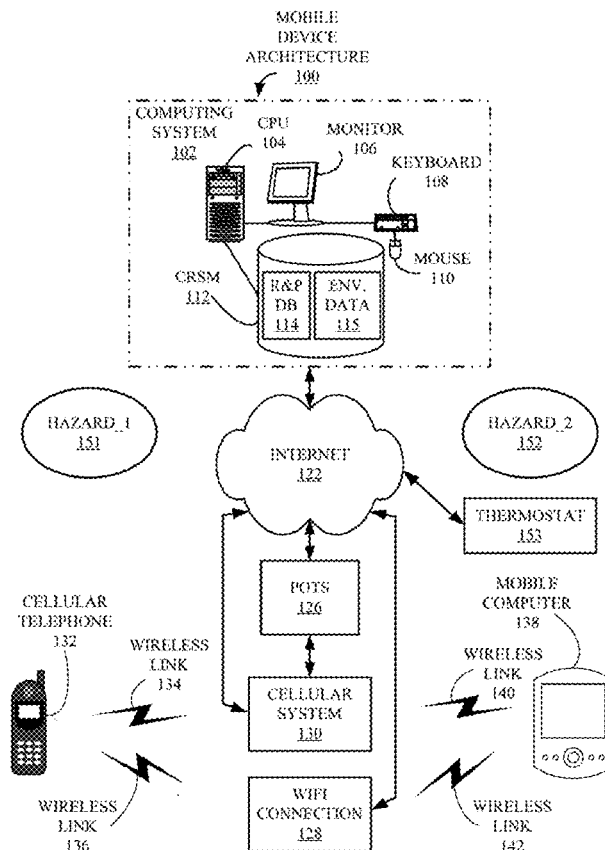 MOBILE
DEVICE
ARCHITECTURE
100
COMPUTING
SYSTEM
102
CPU
104
MONITOR
106
KEYBOARD
108
MOUSE
110
CRSM
112
R&P
DB
114
ENV.
DATA
115
HAZARD_1
151
INTERNET
122
HAZARD_2
152
THERMOSTAT
153
POTS
126
CELLULAR
TELEPHONE
132
MOBILE
COMPUTER
138
WIRELESS
LINK
134
CELLULAR
SYSTEM
130
WIRELESS
LINK
140
WIRELESS
LINK
136
WIFI
CONNECTION
128
WIRELESS
LINK
142